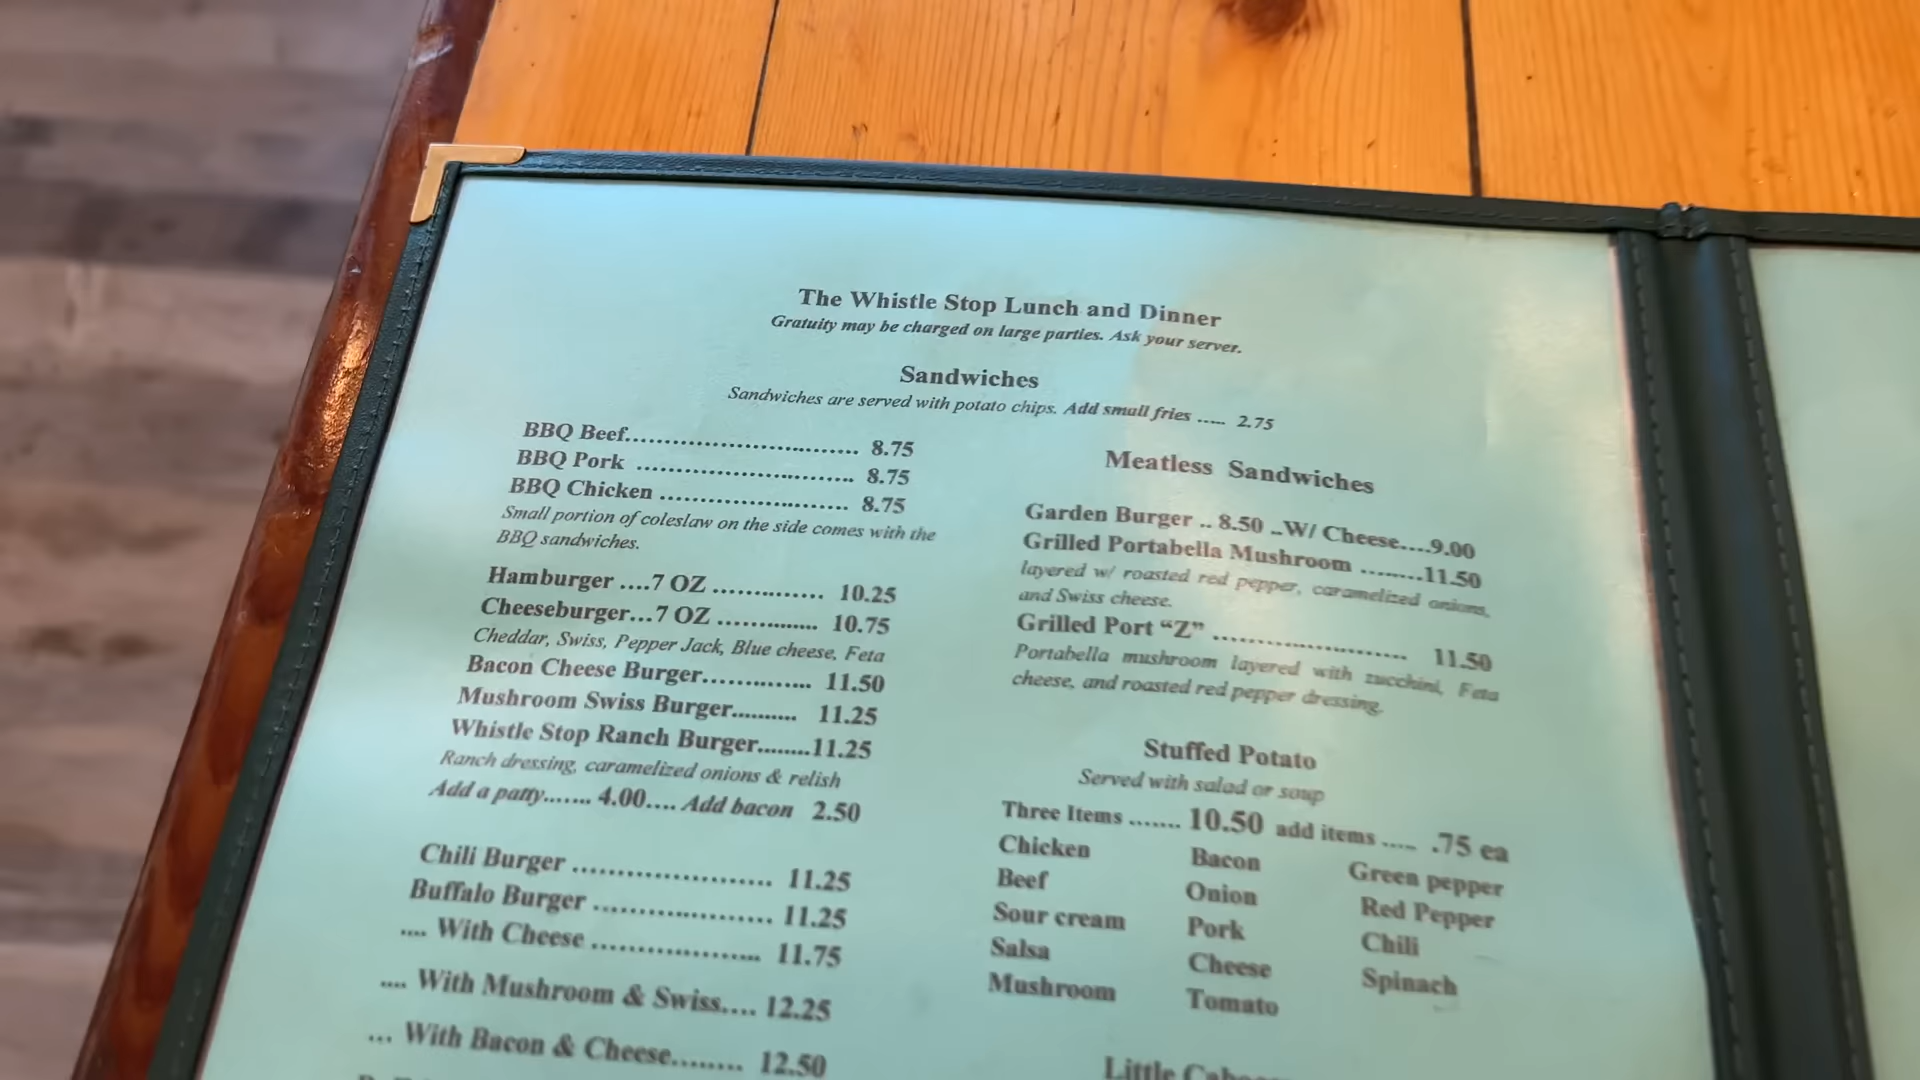 The Whistle Stop Lunch and Dinner
Gratuity may be charged on large parties. Ask your server.
Sandwiches
Sandwiches are served with potato chips. Add small fries ..... 2.75
BBQ Beef.................................... 8.75
BBQ Pork .................................. 8.75
BBQ Chicken ............................. 8.75
Small portion of coleslaw on the side comes with the
BBQ sandwiches.
Hamburger ....7 OZ ................. 10.25
Cheeseburger...7 OZ ............... 10.75
Cheddar, Swiss, Pepper Jack, Blue cheese, Feta
Bacon Cheese Burger................ 11.50
Mushroom Swiss Burger.......... 11.25
Whistle Stop Ranch Burger........11.25
Ranch dressing, caramelized onions & relish
Add a patty....... 4.00.... Add bacon 2.50
Chili Burger ........................... 11.25
Buffalo Burger ........................ 11.25
.... With Cheese ....................... 11.75
.... With Mushroom & Swiss.... 12.25
... With Bacon & Cheese........ 12.50
Meatless Sandwiches
Garden Burger .. 8.50 ..W/ Cheese....9.00
Grilled Portabella Mushroom ........11.50
layered w/ roasted red pepper, caramelized onions,
and Swiss cheese.
Grilled Port “Z” ............................. 11.50
Portabella mushroom layered with zucchini, Feta
cheese, and roasted red pepper dressing.
Stuffed Potato
Served with salad or soup
Three Items ....... 10.50 add items ..... .75 ea
Chicken Bacon Green pepper
Beef Onion Red Pepper
Sour cream Pork Chili
Salsa Cheese Spinach
Mushroom Tomato
Little